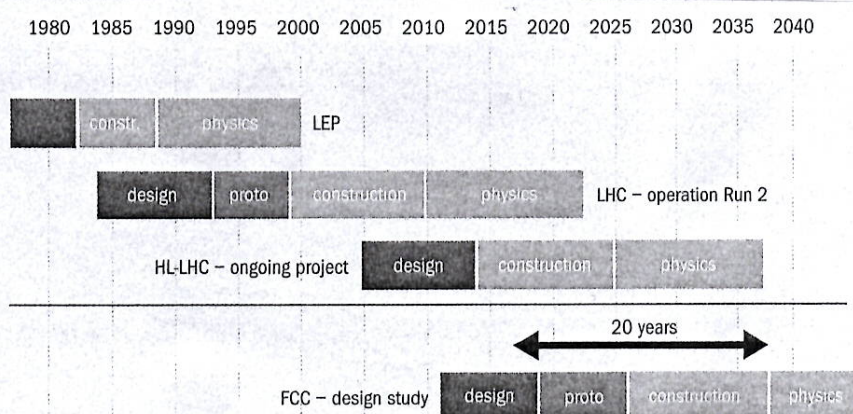 1980 1985 1990 1995 2000 2005 2010 2015 2020 2025 2030 2035 2040
constr. physics LEP
design proto construction physics LHC – operation Run 2
HL-LHC – ongoing project design construction physics
20 years
FCC – design study design proto construction physics